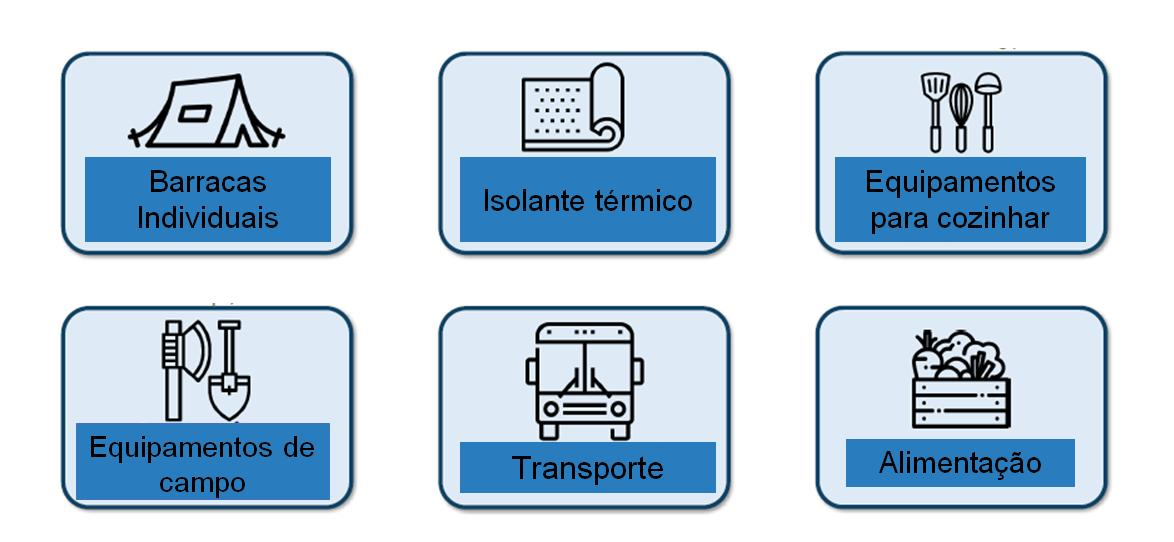 Barracas
Individuais
Isolante térmico
Equipamentos
para cozinhar
Equipamentos de
campo
Transporte
Alimentação